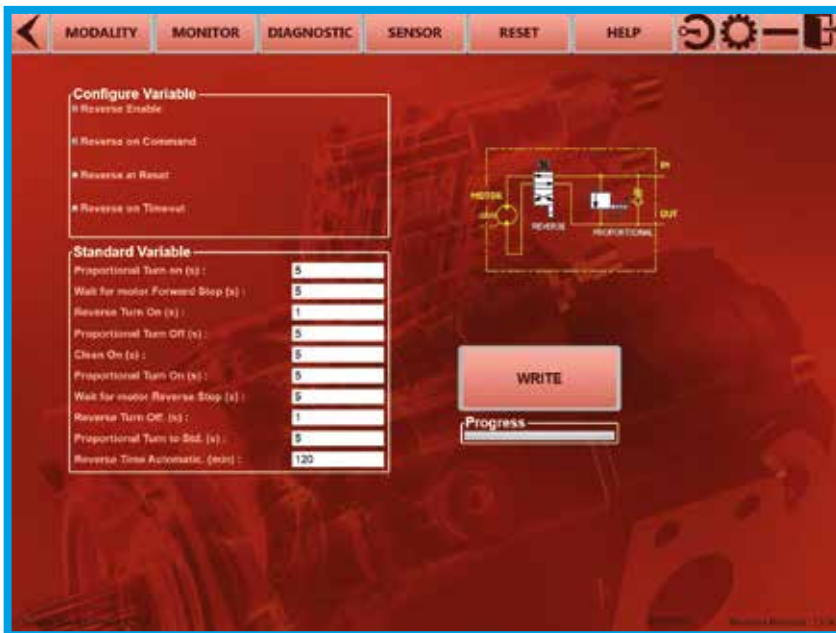 MODALITY MONITOR DIAGNOSTIC SENSOR RESET HELP
Configure Variable
Reverse Enable
Reverse on Command
Reverse at Reset
Reverse on Timeout
IN
MOTOR
OUT
REVERSE PROPORTIONAL
Standard Variable
Proportional Turn on (s) : 5
Wait for motor Forward Stop (s) : 5
Reverse Turn On (s) : 1
Proportional Turn Off (s) : 5
Clean On (s) : 5
Proportional Turn On (s) : 5
Wait for motor Reverse Stop (s) : 5
Reverse Turn Off. (s) : 1
Proportional Turn to Std. (s) : 5
Reverse Time Automatic. (min) : 120
WRITE
Progress